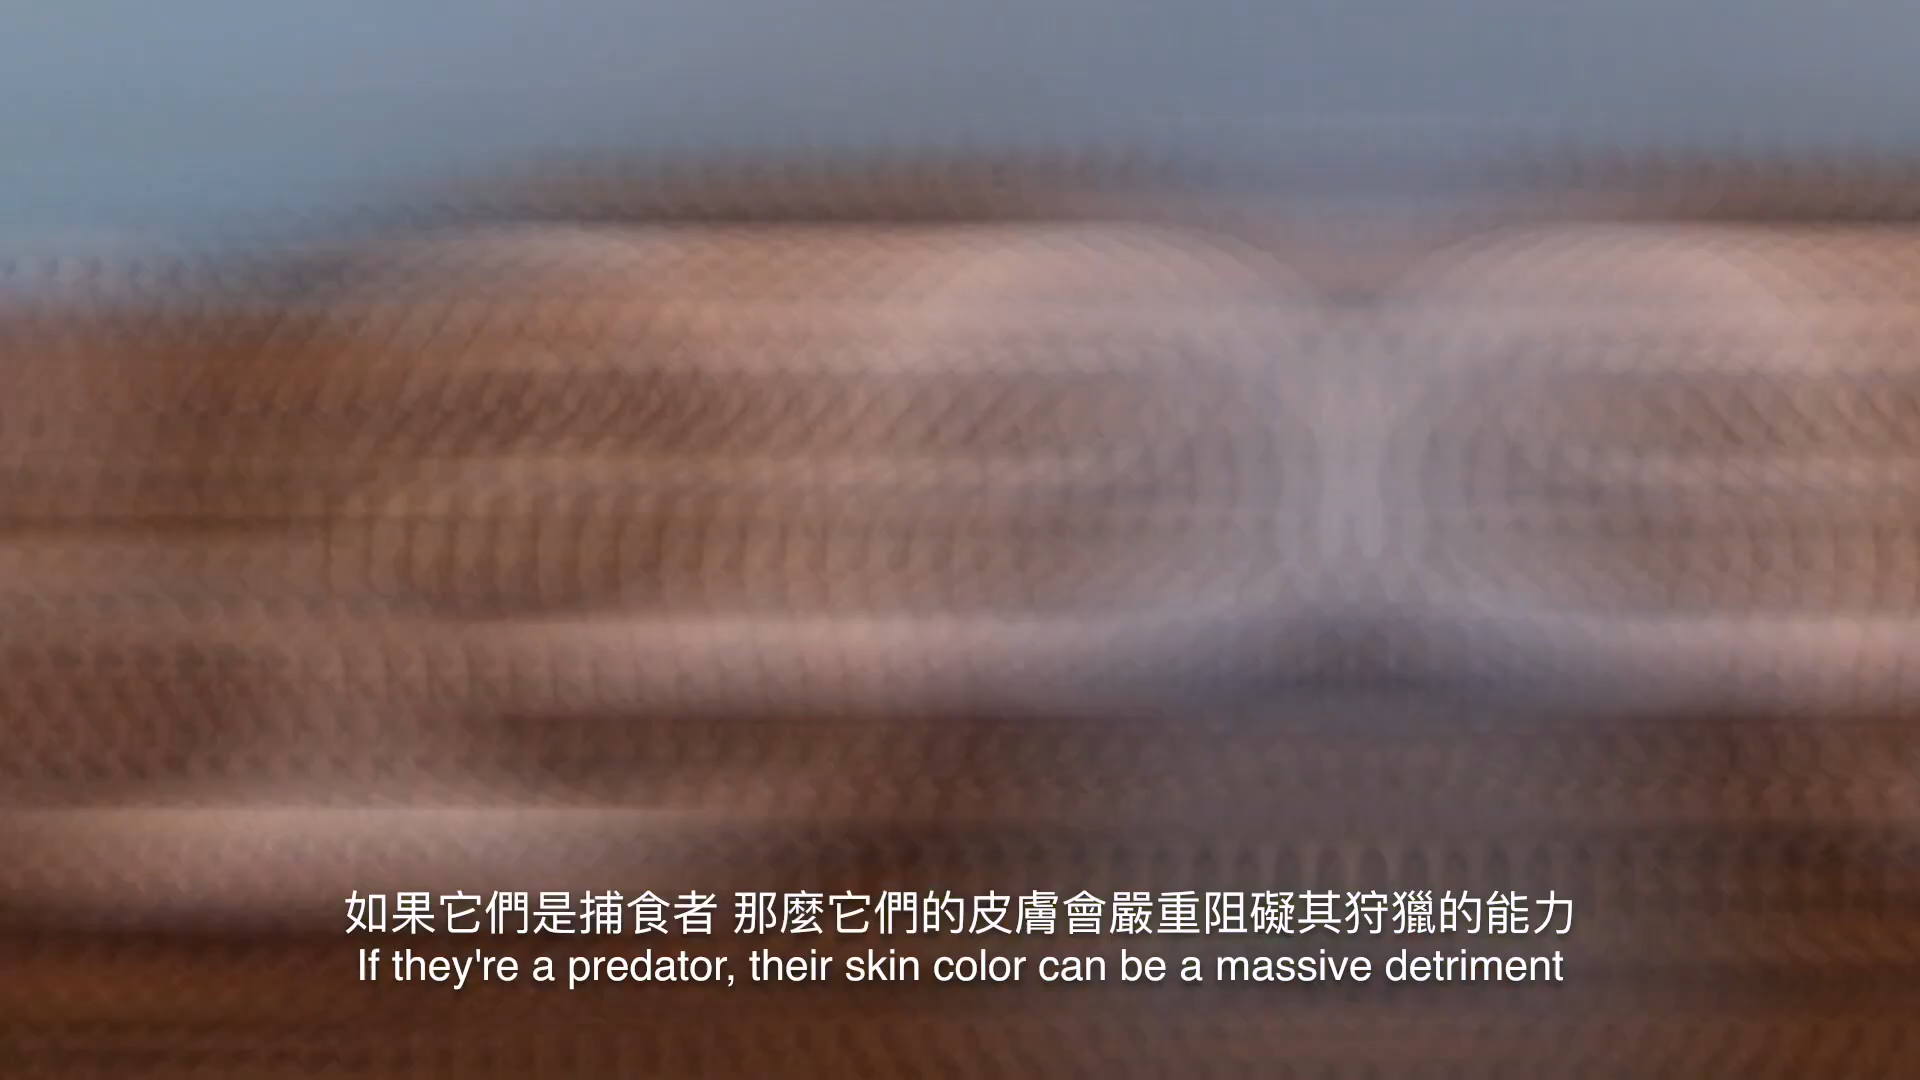 如果它們是捕食者 那麼它們的皮膚會嚴重阻礙其狩獵的能力
If they're a predator, their skin color can be a massive detriment